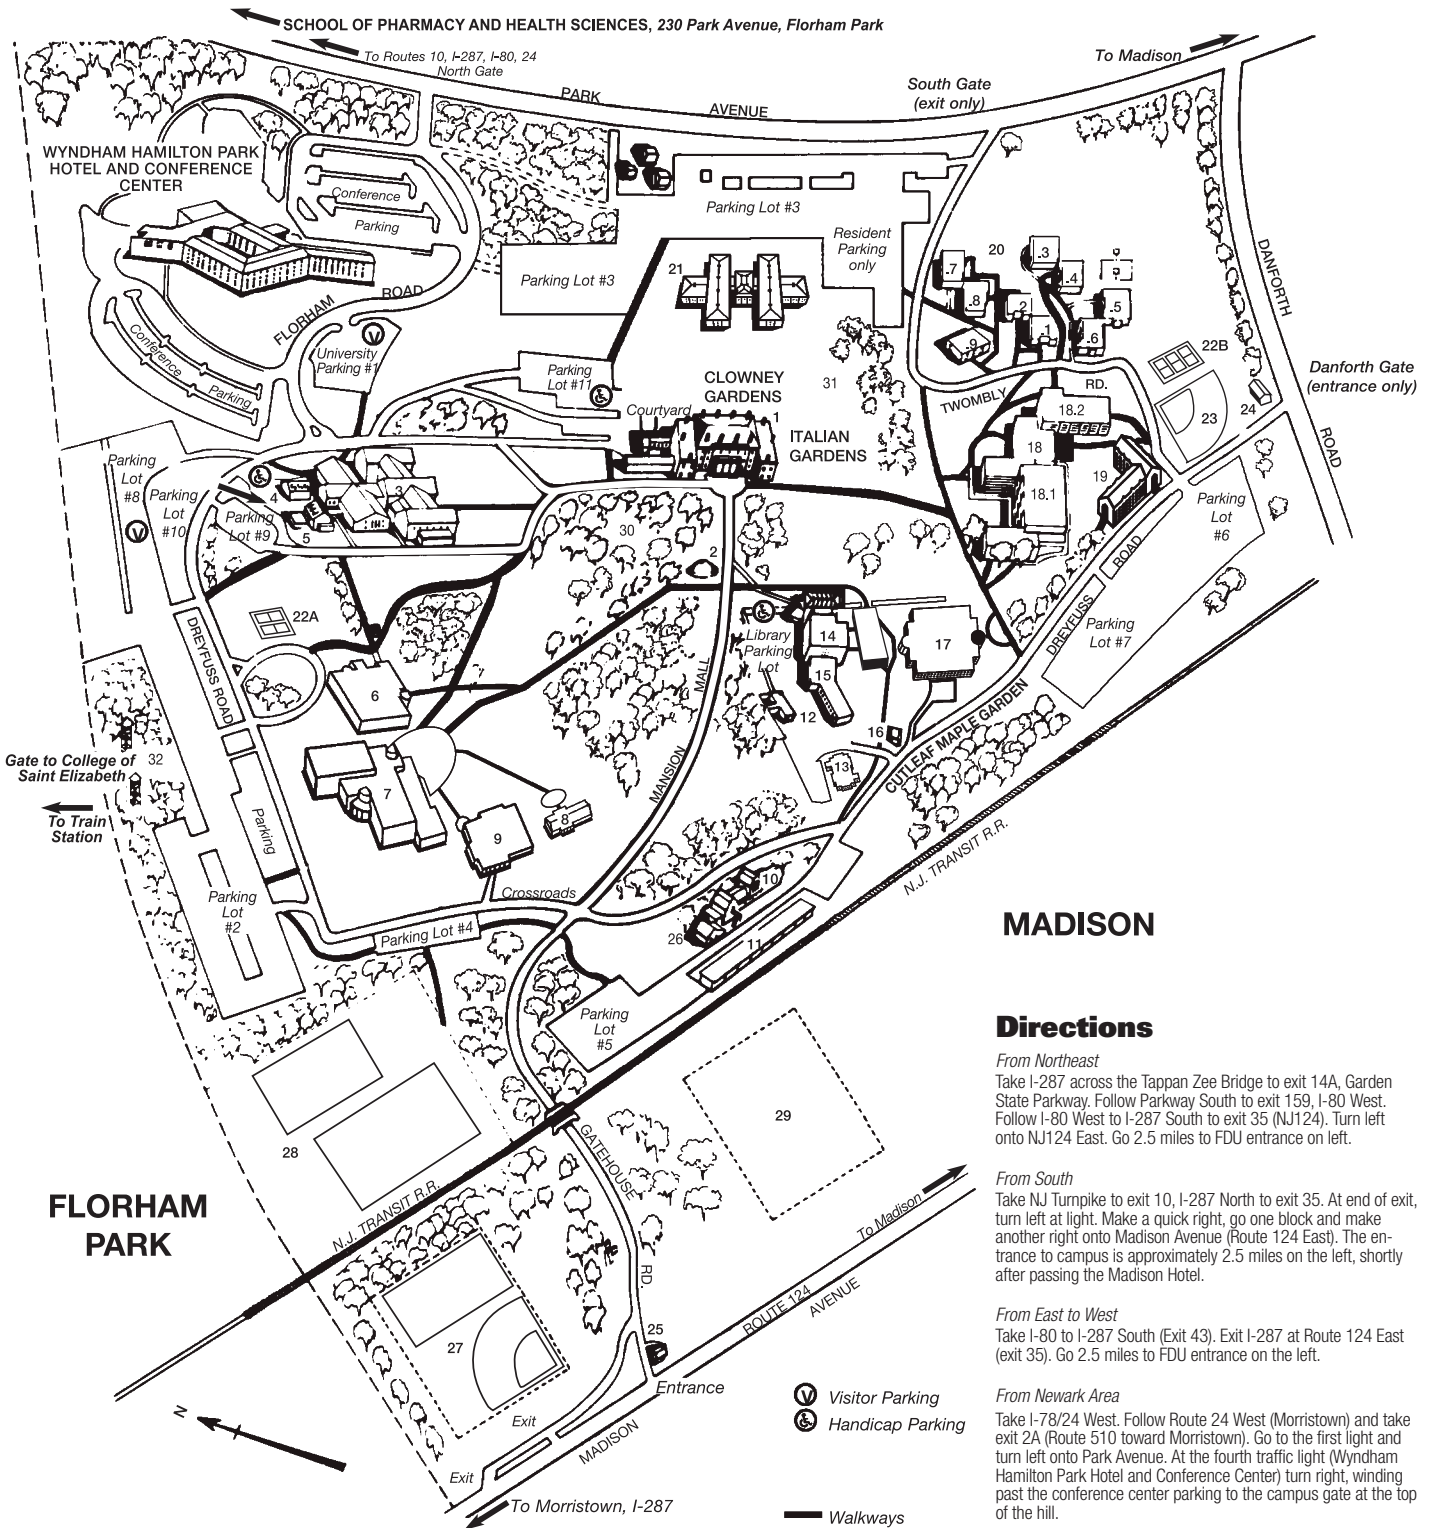 SCHOOL OF PHARMACY AND HEALTH SCIENCES, 230 Park Avenue, Florham Park
To Routes 10, I-287, I-80, 24
North Gate
To Madison
South Gate
(exit only)
PARK AVENUE
WYNDHAM HAMILTON PARK
HOTEL AND CONFERENCE
CENTER
Conference
Parking
Parking Lot #3
Resident
Parking
only
Parking Lot #3
21
20
.3
.7
.4
.8
.2
.5
.1
.6
.9
DANFORTH
ROAD
FLORHAM
ROAD
Conference
Parking
V
University
Parking #1
Parking
Lot #11
CLOWNEY
GARDENS
31
22B
Danforth Gate
(entrance only)
TWOMBLY
RD.
Courtyard
1
ITALIAN
GARDENS
18.2
23
24
18
19
18.1
Parking
Lot
#8
Parking
Lot
#10
V
4
3
Parking
Lot #9
5
30
2
Parking
Lot
#6
DREYFUSS
ROAD
Parking
Lot #7
22A
DREYFUSS ROAD
Library
Parking
Lot
14
17
15
6
12
16
13
MALL
MANSION
CUTLEAF MAPLE GARDEN
32
Gate to College of
Saint Elizabeth
To Train
Station
7
8
9
Parking
Parking
Lot
#2
Crossroads
Parking Lot #4
10
26
11
N.J. TRANSIT R.R.
MADISON
Parking
Lot
#5
28
29
GATEHOUSE
RD.
FLORHAM
PARK
N.J. TRANSIT R.R.
To Madison
ROUTE 124
AVENUE
27
25
Entrance
Exit
MADISON
Exit
To Morristown, I-287
N
V Visitor Parking
Handicap Parking
Walkways
Directions
From Northeast
Take I-287 across the Tappan Zee Bridge to exit 14A, Garden
State Parkway. Follow Parkway South to exit 159, I-80 West.
Follow I-80 West to I-287 South to exit 35 (NJ124). Turn left
onto NJ124 East. Go 2.5 miles to FDU entrance on left.
From South
Take NJ Turnpike to exit 10, I-287 North to exit 35. At end of exit,
turn left at light. Make a quick right, go one block and make
another right onto Madison Avenue (Route 124 East). The en-
trance to campus is approximately 2.5 miles on the left, shortly
after passing the Madison Hotel.
From East to West
Take I-80 to I-287 South (Exit 43). Exit I-287 at Route 124 East
(exit 35). Go 2.5 miles to FDU entrance on the left.
From Newark Area
Take I-78/24 West. Follow Route 24 West (Morristown) and take
exit 2A (Route 510 toward Morristown). Go to the first light and
turn left onto Park Avenue. At the fourth traffic light (Wyndham
Hamilton Park Hotel and Conference Center) turn right, winding
past the conference center parking to the campus gate at the top
of the hill.